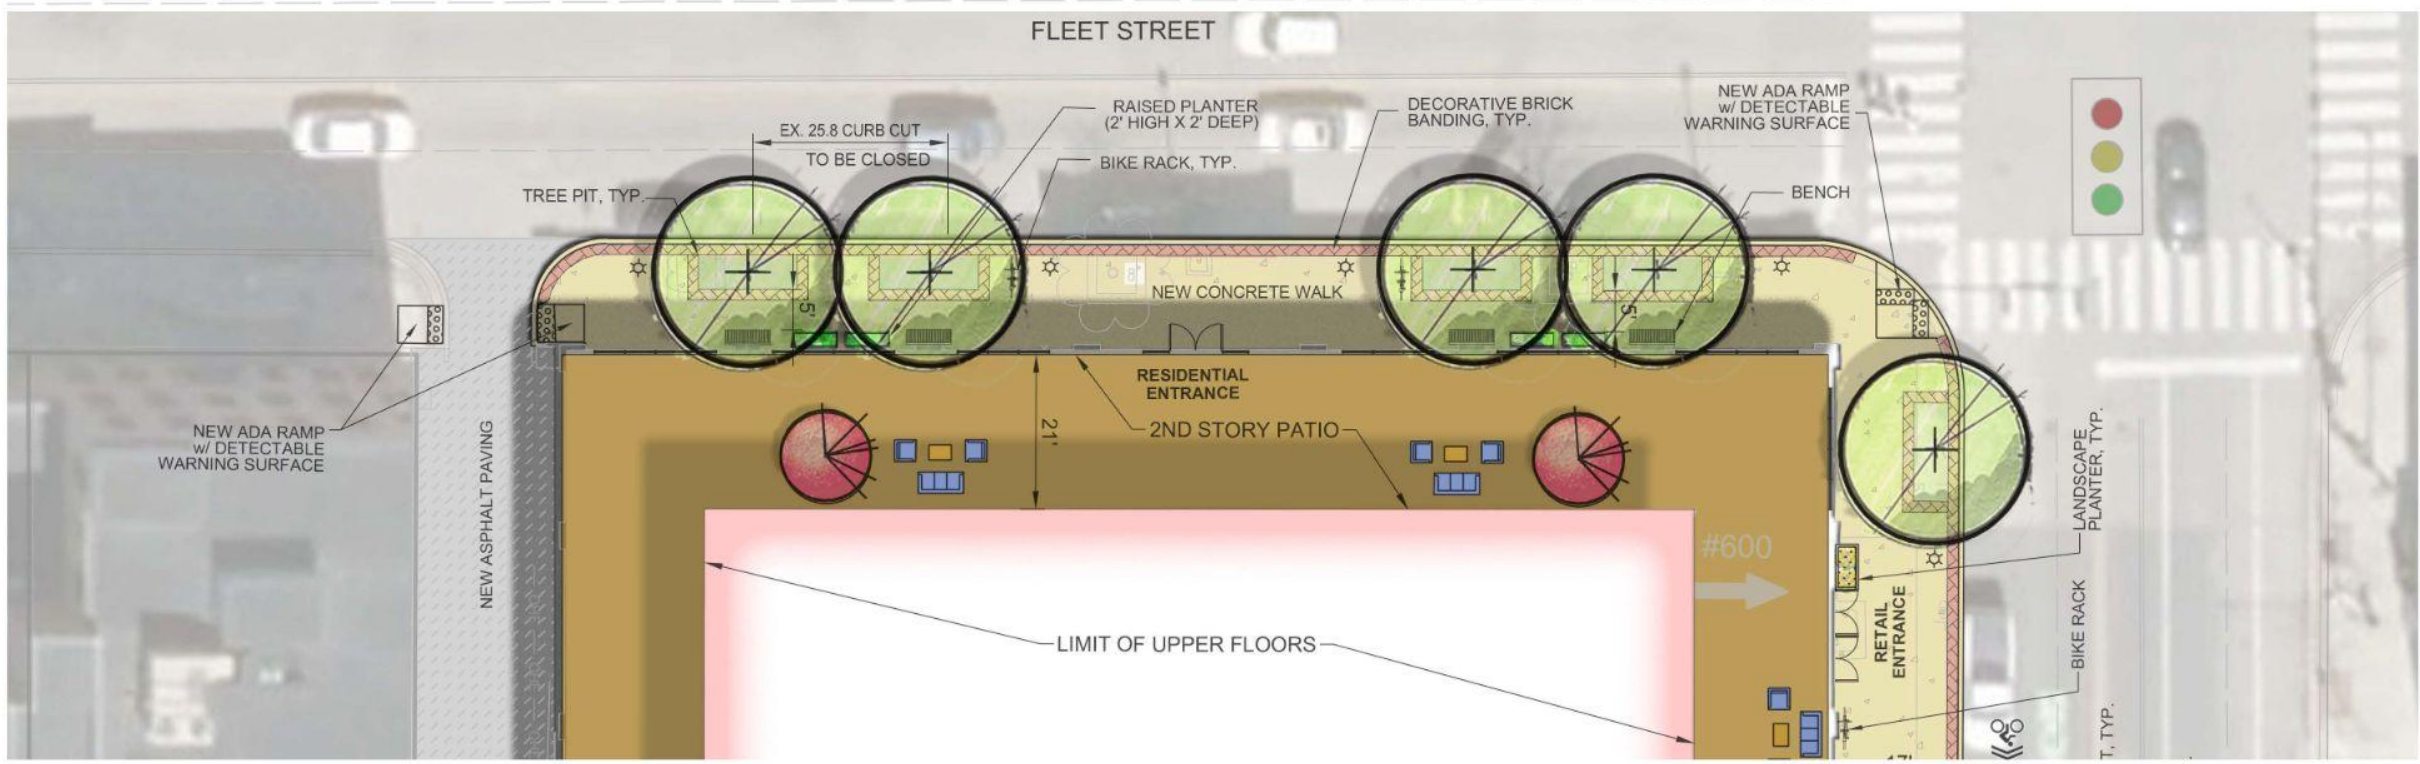 FLEET STREET
NEW ADA RAMP
w/ DETECTABLE
WARNING SURFACE
RAISED PLANTER
(2' HIGH X 2' DEEP)
DECORATIVE BRICK
BANDING, TYP.
EX. 25.8 CURB CUT
TO BE CLOSED
BIKE RACK, TYP.
TREE PIT, TYP.
BENCH
NEW CONCRETE WALK
5'
5'
RESIDENTIAL
ENTRANCE
21'
2ND STORY PATIO
NEW ADA RAMP
w/ DETECTABLE
WARNING SURFACE
NEW ASPHALT PAVING
LANDSCAPE
PLANTER, TYP.
#600
RETAIL
ENTRANCE
BIKE RACK
LIMIT OF UPPER FLOORS
T, TYP.